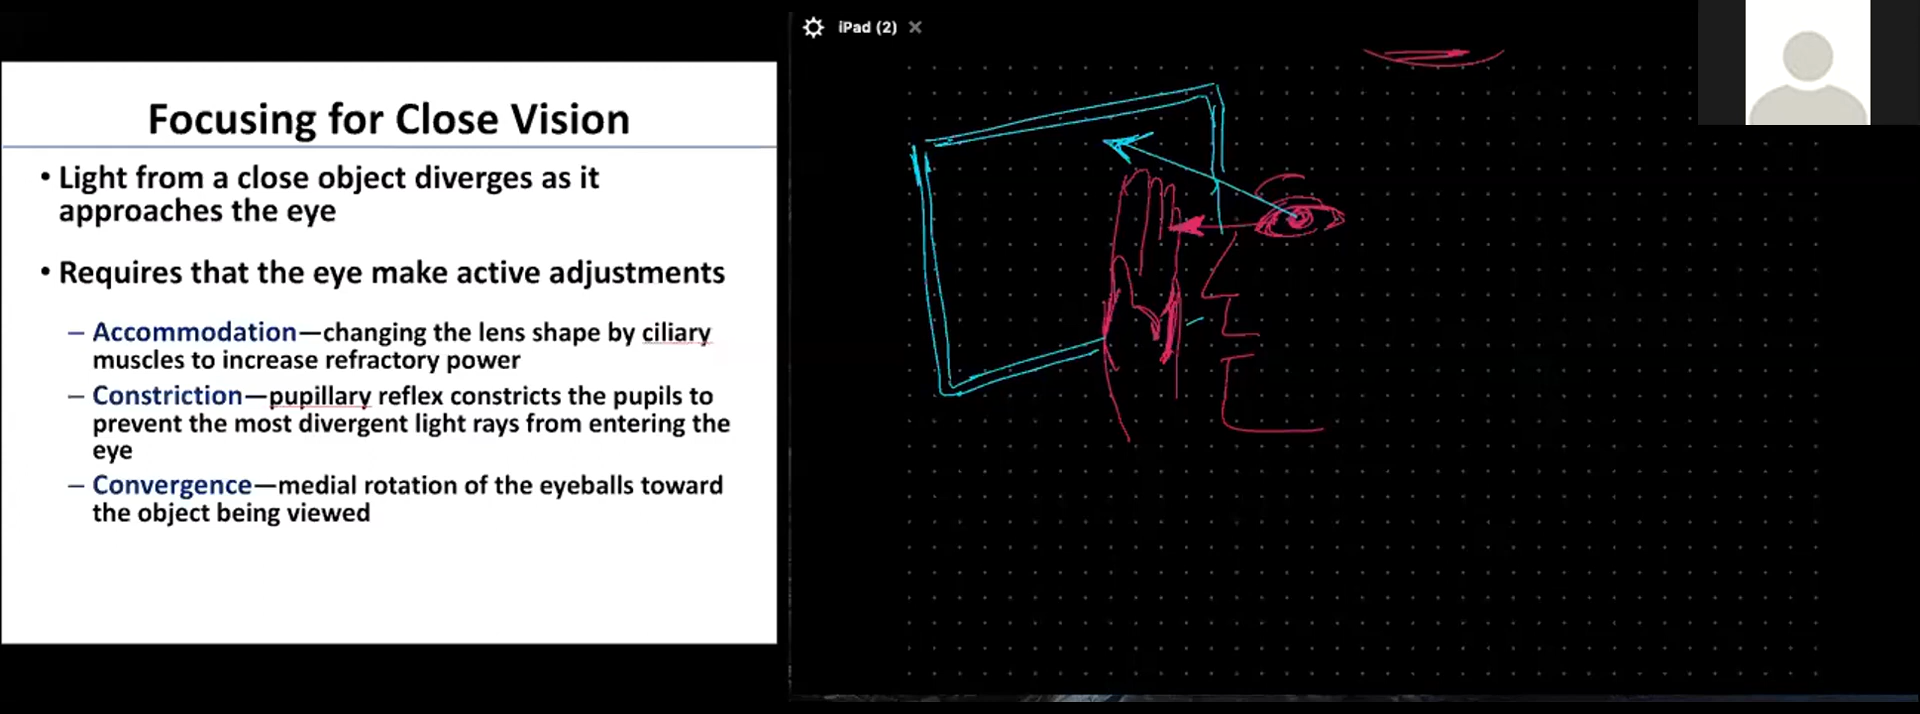 iPad (2)
Focusing for Close Vision
• Light from a close object diverges as it
approaches the eye
• Requires that the eye make active adjustments
– Accommodation—changing the lens shape by ciliary
muscles to increase refractory power
– Constriction—pupillary reflex constricts the pupils to
prevent the most divergent light rays from entering the
eye
– Convergence—medial rotation of the eyeballs toward
the object being viewed